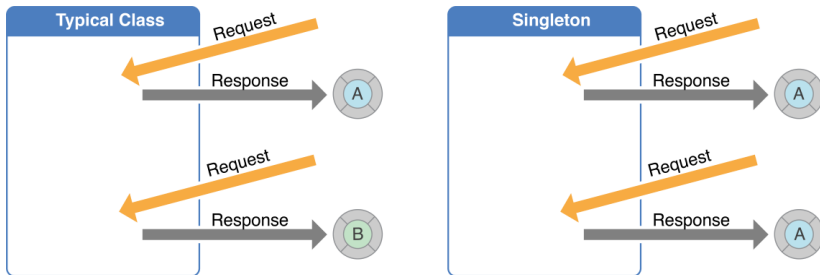 Typical Class
Request
Response
A
Request
Response
B
Singleton
Request
Response
A
Request
Response
A